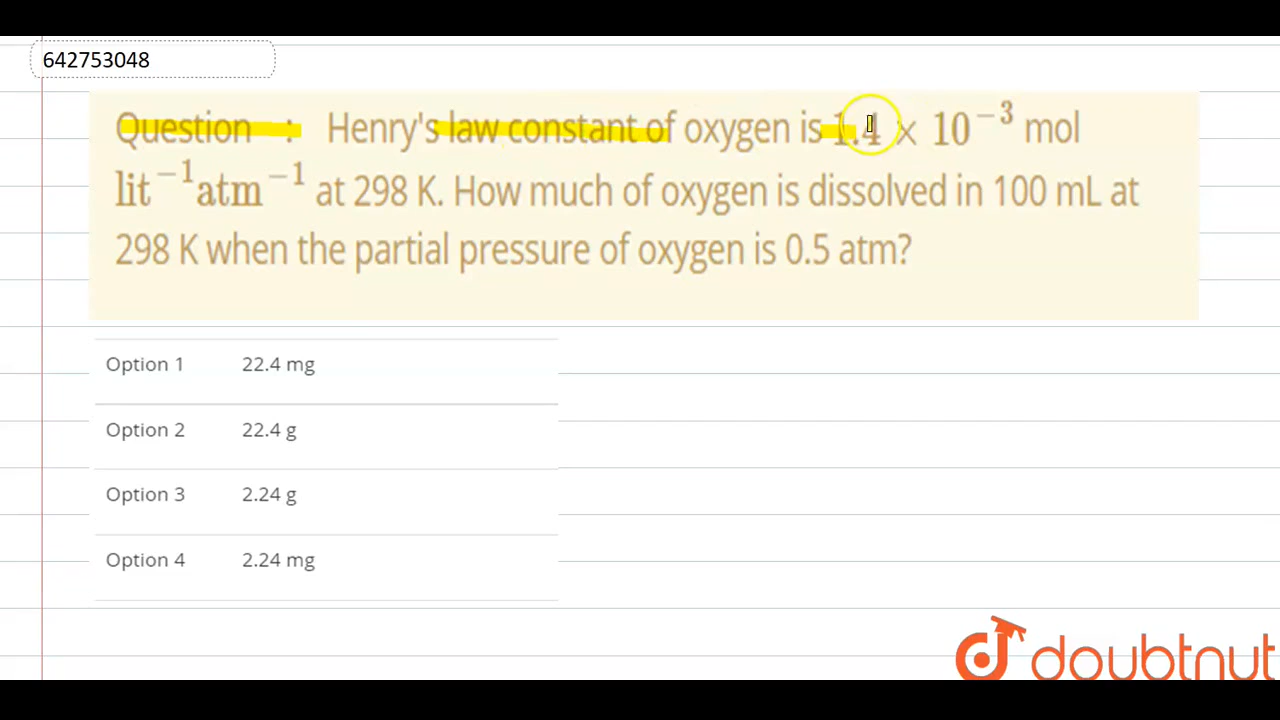 642753048
Question : Henry's law constant of oxygen is 1.4 × 10⁻³ mol
lit⁻¹atm⁻¹ at 298 K. How much of oxygen is dissolved in 100 mL at
298 K when the partial pressure of oxygen is 0.5 atm?
Option 1 22.4 mg
Option 2 22.4 g
Option 3 2.24 g
Option 4 2.24 mg
doubtnut